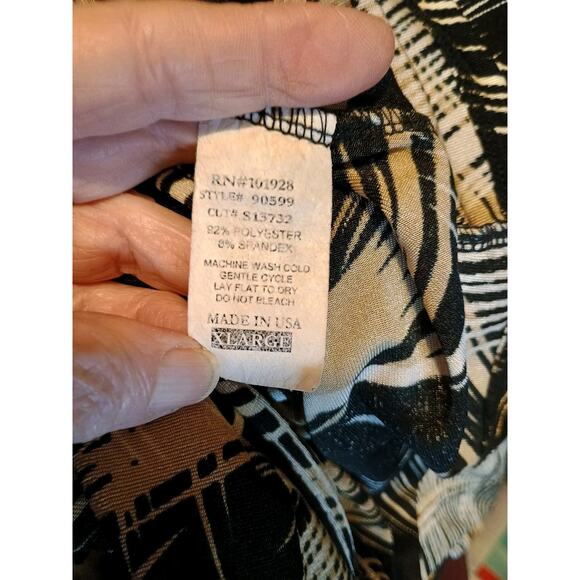 RN#101928
STYLE# 90599
CUT# S15732
92% POLYESTER
8% SPANDEX
MACHINE WASH COLD
GENTLE CYCLE
LAY FLAT TO DRY
DO NOT BLEACH
MADE IN USA
XLARGE